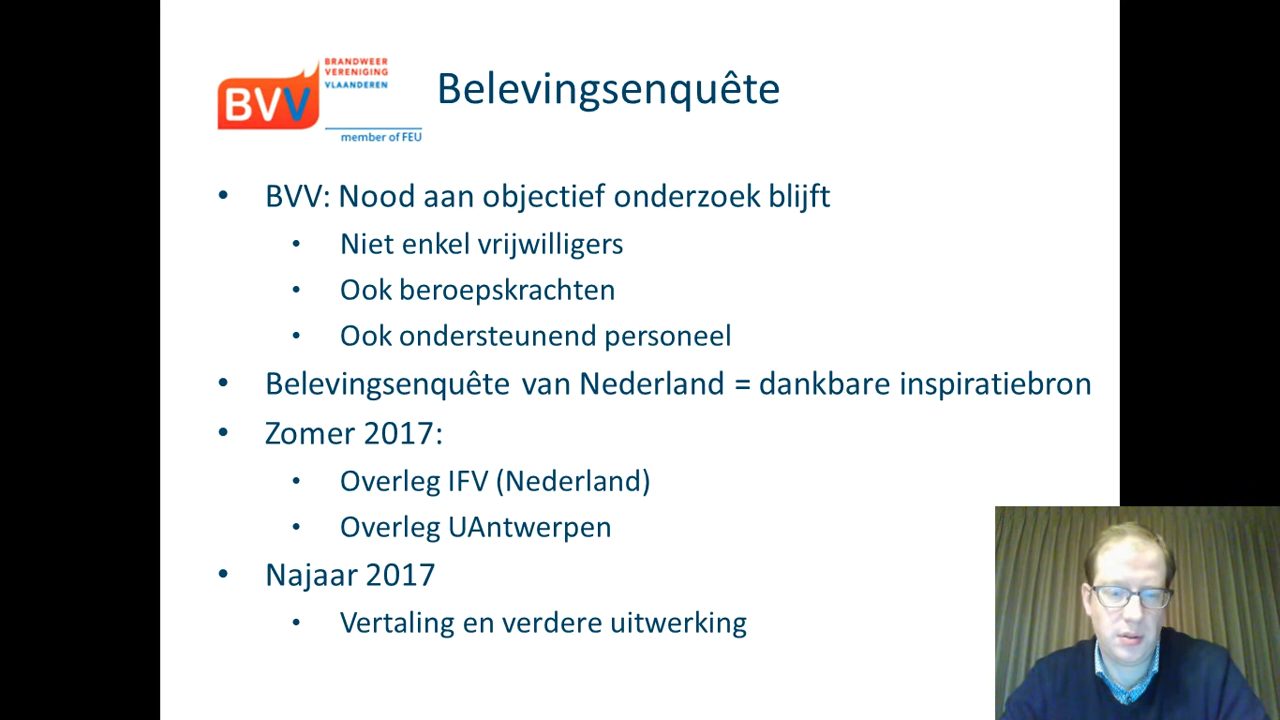 BRANDWEER
VERENIGING
VLAANDEREN
BVV
member of FEU
Belevingsenquête
• BVV: Nood aan objectief onderzoek blijft
• Niet enkel vrijwilligers
• Ook beroepskrachten
• Ook ondersteunend personeel
• Belevingsenquête van Nederland = dankbare inspiratiebron
• Zomer 2017:
• Overleg IFV (Nederland)
• Overleg UAntwerpen
• Najaar 2017
• Vertaling en verdere uitwerking